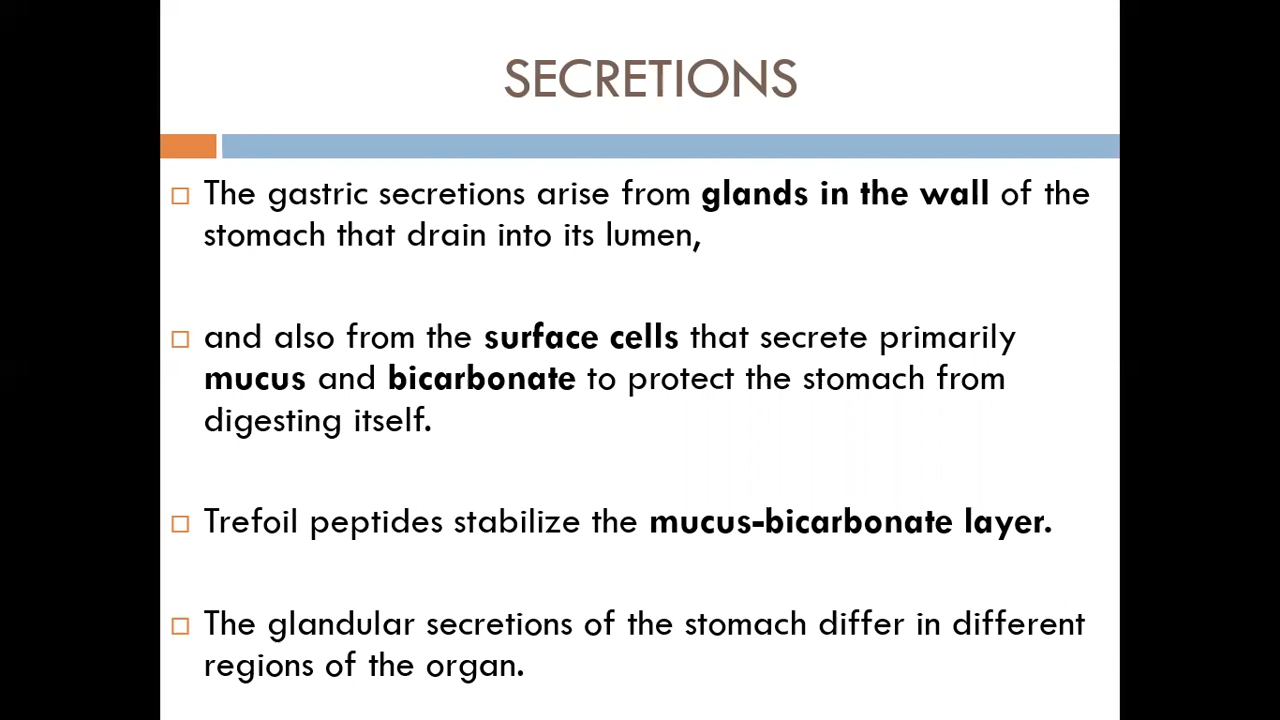 SECRETIONS
The gastric secretions arise from glands in the wall of the
stomach that drain into its lumen,
and also from the surface cells that secrete primarily
mucus and bicarbonate to protect the stomach from
digesting itself.
Trefoil peptides stabilize the mucus-bicarbonate layer.
The glandular secretions of the stomach differ in different
regions of the organ.